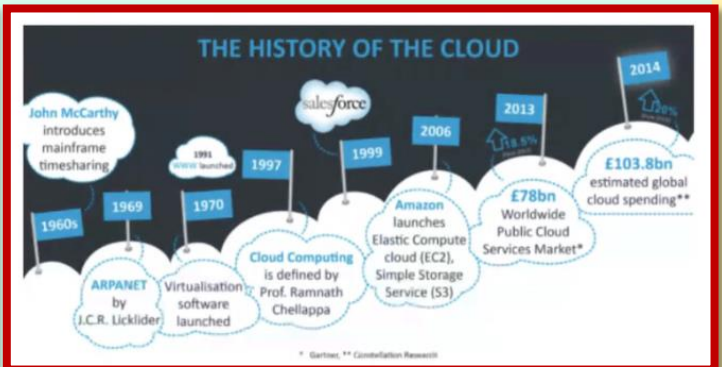 THE HISTORY OF THE CLOUD
John McCarthy
introduces
mainframe
timesharing
1960s
1969
ARPANET
by
J.C.R. Licklider
1991
WWW launched
1970
Virtualisation
software
launched
1997
Cloud Computing
is defined by
Prof. Ramnath
Chellappa
salesforce
1999
2006
Amazon
launches
Elastic Compute
cloud (EC2),
Simple Storage
Service (S3)
2013
18.5%
£78bn
Worldwide
Public Cloud
Services Market*
2014
20%
£103.8bn
estimated global
cloud spending**
* Gartner, ** Constellation Research